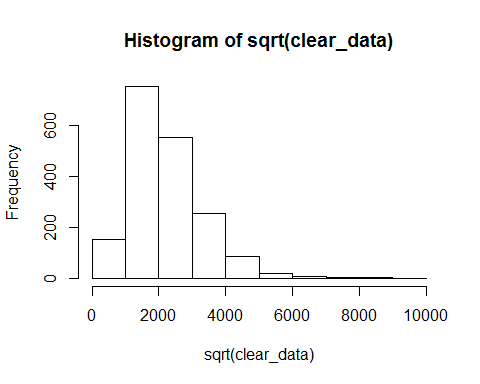 Histogram of sqrt(clear_data)
Frequency
600
400
200
0
0 2000 4000 6000 8000 10000
sqrt(clear_data)